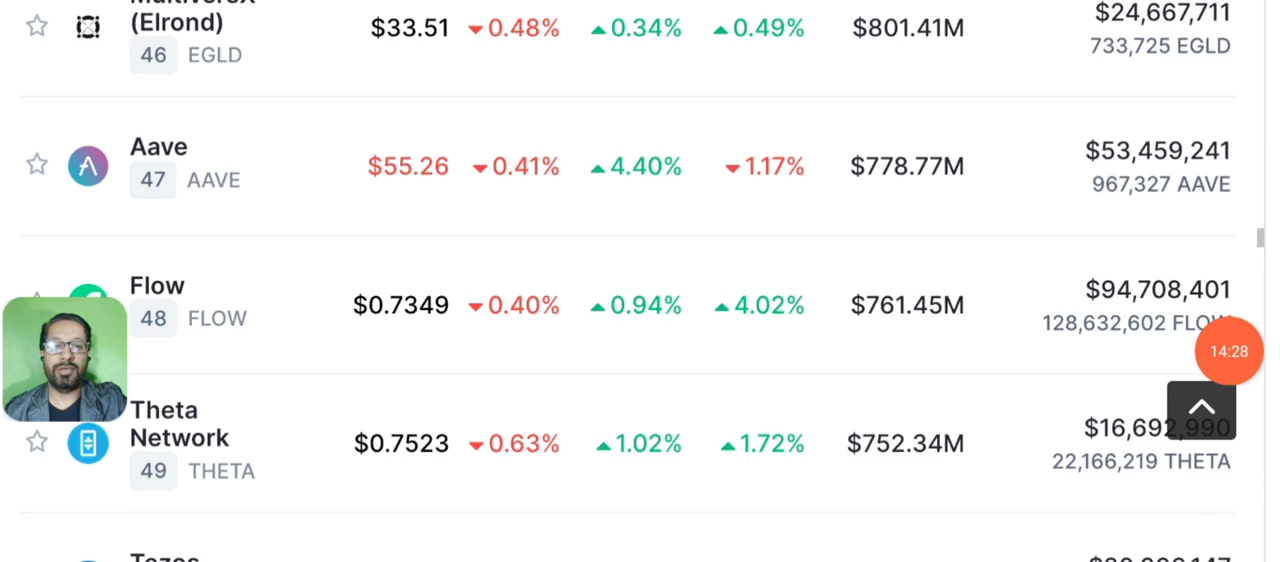 (Elrond)
46 EGLD
$33.51 0.48% 0.34% 0.49% $801.41M
$24,667,711
733,725 EGLD
Aave
47 AAVE
$55.26 0.41% 4.40% 1.17% $778.77M
$53,459,241
967,327 AAVE
Flow
48 FLOW
$0.7349 0.40% 0.94% 4.02% $761.45M
$94,708,401
128,632,602 FLOW
14:28
Theta
Network
49 THETA
$0.7523 0.63% 1.02% 1.72% $752.34M
$16,692,990
22,166,219 THETA